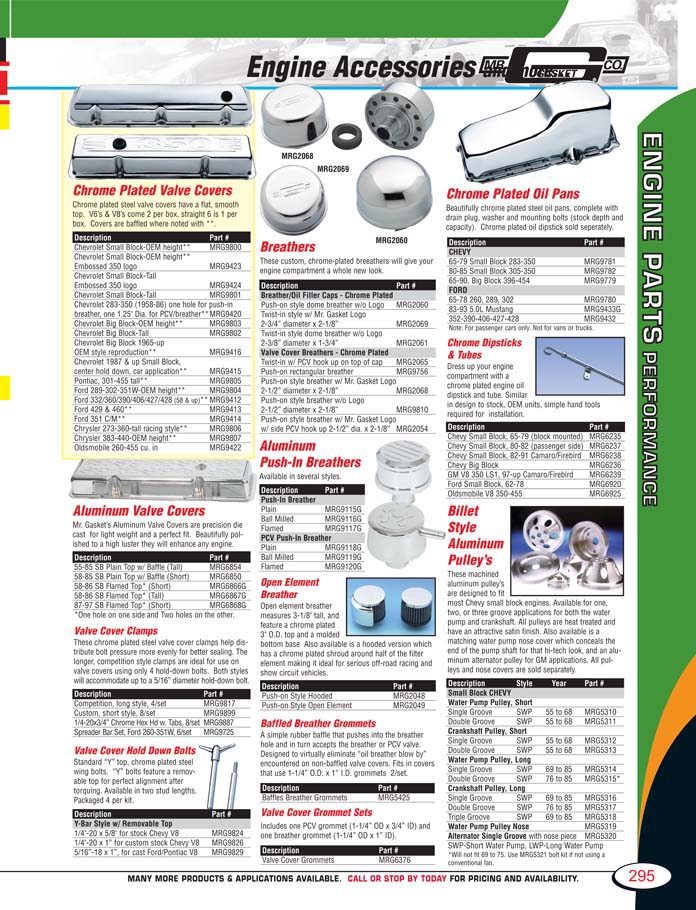 Engine Accessories
MR. GASKET CO.
Chrome Plated Valve Covers
Chrome plated steel valve covers have a flat, smooth
top. V6's & V8's come 2 per box, straight 6 is 1 per
box. Covers are baffled where noted with **.
Description Part #
Chevrolet Small Block-OEM height** MRG9800
Chevrolet Small Block-OEM height**
Embossed 350 logo MRG9423
Chevrolet Small Block-Tall
Embossed 350 logo MRG9424
Chevrolet Small Block-Tall MRG9801
Chevrolet 283-350 (1958-86) one hole for push-in
breather, one 1.25" Dia. for PCV/breather** MRG9420
Chevrolet Big Block-OEM height** MRG9803
Chevrolet Big Block-Tall MRG9802
Chevrolet Big Block 1965-up
OEM style reproduction** MRG9416
Chevrolet 1987 & up Small Block,
center hold down, car application** MRG9415
Pontiac, 301-455 tall** MRG9805
Ford 289-302-351W-OEM height** MRG9804
Ford 332/360/390/406/427/428 (58 & up)** MRG9412
Ford 429 & 460** MRG9413
Ford 351 C/M** MRG9414
Chrysler 273-360-tall racing style** MRG9806
Chrysler 383-440-OEM height** MRG9807
Oldsmobile 260-455 cu. in MRG9422
Aluminum Valve Covers
Mr. Gasket's Aluminum Valve Covers are precision die
cast for light weight and a perfect fit. Beautifully pol-
ished to a high luster they will enhance any engine.
Description Part #
55-85 SB Plain Top w/ Baffle (Tall) MRG6854
58-85 SB Plain Top w/ Baffle (Short) MRG6850
58-86 SB Flamed Top* (Short) MRG6866G
58-86 SB Flamed Top* (Tall) MRG6867G
87-97 SB Flamed Top* (Short) MRG6868G
*One hole on one side and Two holes on the other.
Valve Cover Clamps
These chrome plated steel valve cover clamps help dis-
tribute bolt pressure more evenly for better sealing. The
longer, competition style clamps are ideal for use on
valve covers using only 4 hold-down bolts. Both styles
will accommodate up to a 5/16" diameter hold-down bolt.
Description Part #
Competition, long style, 4/set MRG9817
Custom, short style, 8/set MRG9899
1/4-20x3/4" Chrome Hex Hd w. Tabs, 8/set MRG9887
Spreader Bar Set, Ford 260-351W, 6/set MRG9725
Valve Cover Hold Down Bolts
Standard "Y" top, chrome plated steel
wing bolts. "Y" bolts feature a remov-
able top for perfect alignment after
torquing. Available in two stud lengths.
Packaged 4 per kit.
Description Part #
Y-Bar Style w/ Removable Top
1/4"-20 x 5/8" for stock Chevy V8 MRG9824
1/4"-20 x 1" for custom stock Chevy V8 MRG9826
5/16"-18 x 1", for cast Ford/Pontiac V8 MRG9829
MRG2068
MRG2069
MRG2060
Breathers
These custom, chrome-plated breathers will give your
engine compartment a whole new look.
Description Part #
Breather/Oil Filler Caps - Chrome Plated
Push-on style dome breather w/o Logo MRG2060
Twist-in style w/ Mr. Gasket Logo
2-3/4" diameter x 2-1/8" MRG2069
Twist-in style dome breather w/o Logo
2-3/8" diameter x 1-3/4" MRG2061
Valve Cover Breathers - Chrome Plated
Twist-in w/ PCV hook up on top of cap MRG2065
Push-on rectangular breather MRG9756
Push-on style breather w/ Mr. Gasket Logo
2-1/2" diameter x 2-1/8" MRG2068
Push-on style breather w/o Logo
2-1/2" diameter x 2-1/8" MRG9810
Push-on style breather w/ Mr. Gasket Logo
w/ side PCV hook up 2-1/2" dia. x 2-1/8" MRG2054
Aluminum
Push-In Breathers
Available in several styles.
Description Part #
Push-In Breather
Plain MRG9115G
Ball Milled MRG9116G
Flamed MRG9117G
PCV Push-In Breather
Plain MRG9118G
Ball Milled MRG9119G
Flamed MRG9120G
Open Element
Breather
Open element breather
measures 3-1/8" tall, and
feature a chrome plated
3" O.D. top and a molded
bottom base Also available is a hooded version which
has a chrome plated shroud around half of the filter
element making it ideal for serious off-road racing and
show circuit vehicles.
Description Part #
Push-on Style Hooded MRG2048
Push-on Style Open Element MRG2049
Baffled Breather Grommets
A simple rubber baffle that pushes into the breather
hole and in turn accepts the breather or PCV valve.
Designed to virtually eliminate "oil breather blow by"
encountered on non-baffled valve covers. Fits in covers
that use 1-1/4" O.D. x 1" I.D. grommets 2/set.
Description Part #
Baffles Breather Grommets MRG5425
Valve Cover Grommet Sets
Includes one PCV grommet (1-1/4" OD x 3/4" ID) and
one breather grommet (1-1/4" OD x 1" ID).
Description Part #
Valve Cover Grommets MRG6376
Chrome Plated Oil Pans
Beautifully chrome plated steel oil pans, complete with
drain plug, washer and mounting bolts (stock depth and
capacity). Chrome plated oil dipstick sold seperately.
Description Part #
CHEVY
65-79 Small Block 283-350 MRG9781
80-85 Small Block 305-350 MRG9782
65-90, Big Block 396-454 MRG9779
FORD
65-78 260, 289, 302 MRG9780
83-93 5.0L Mustang MRG9433G
352-390-406-427-428 MRG9432
Note: For passenger cars only. Not for vans or trucks.
Chrome Dipsticks
& Tubes
Dress up your engine
compartment with a
chrome plated engine oil
dipstick and tube. Similar
in design to stock, OEM units, simple hand tools
required for installation.
Description Part #
Chevy Small Block, 65-79 (block mounted) MRG6235
Chevy Small Block, 80-82 (passenger side) MRG6237
Chevy Small Block, 82-91 Camaro/Firebird MRG6238
Chevy Big Block MRG6236
GM V8 350 LS1, 97-up Camaro/Firebird MRG6239
Ford Small Block, 62-78 MRG6920
Oldsmobile V8 350-455 MRG6925
Billet
Style
Aluminum
Pulley's
These machined
aluminum pulley's
are designed to fit
most Chevy small block engines. Available for one,
two, or three groove applications for both the water
pump and crankshaft. All pulleys are heat treated and
have an attractive satin finish. Also available is a
matching water pump nose cover which conceals the
end of the pump shaft for that hi-tech look, and an alu-
minum alternator pulley for GM applications. All pul-
leys and nose covers are sold separately.
Description Style Year Part #
Small Block CHEVY
Water Pump Pulley, Short
Single Groove SWP 55 to 68 MRG5310
Double Groove SWP 55 to 68 MRG5311
Crankshaft Pulley, Short
Single Groove SWP 55 to 68 MRG5312
Double Groove SWP 55 to 68 MRG5313
Water Pump Pulley, Long
Single Groove SWP 69 to 85 MRG5314
Double Groove SWP 76 to 85 MRG5315*
Crankshaft Pulley, Long
Single Groove SWP 69 to 85 MRG5316
Double Groove SWP 76 to 85 MRG5317
Triple Groove SWP 69 to 85 MRG5318
Water Pump Pulley Nose MRG5319
Alternator Single Groove with nose piece MRG5320
SWP-Short Water Pump, LWP-Long Water Pump
*Will not fit 69 to 75. Use MRG5321 bolt kit if not using a
conventional fan.
ENGINE PARTS PERFORMANCE
MANY MORE PRODUCTS & APPLICATIONS AVAILABLE. CALL OR STOP BY TODAY FOR PRICING AND AVAILABILITY.
295